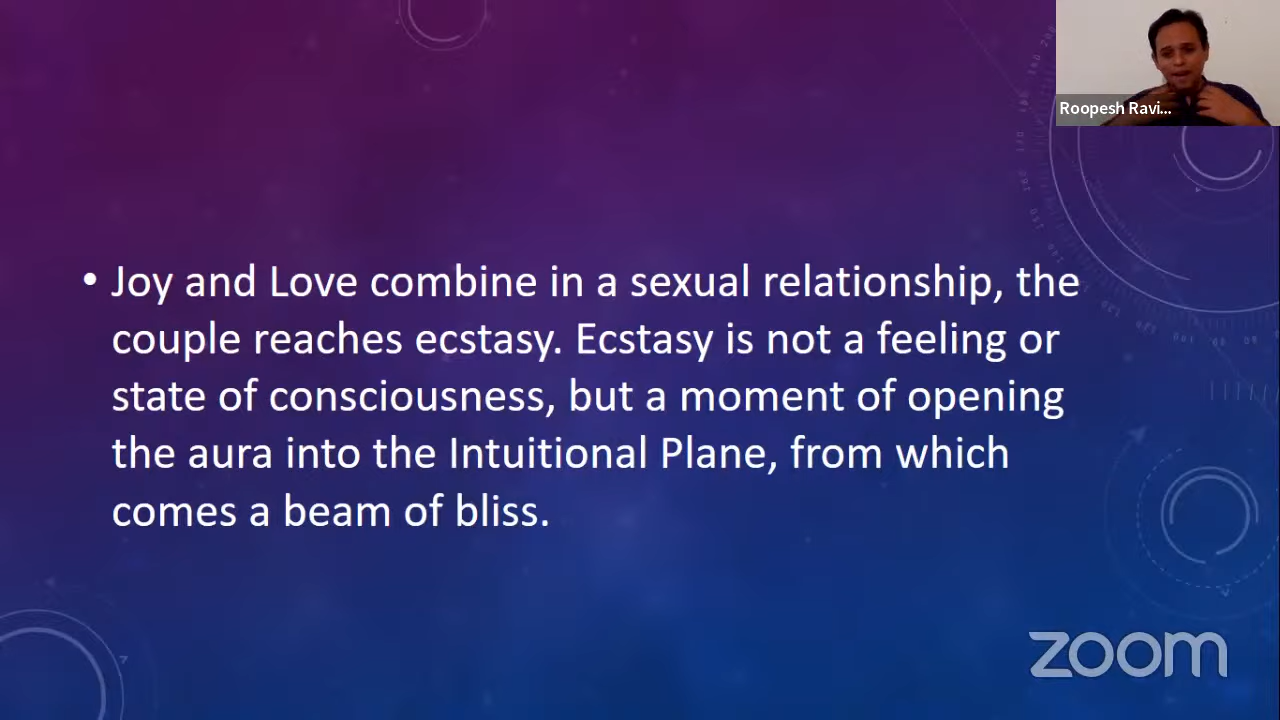 Roopesh Ravi...
• Joy and Love combine in a sexual relationship, the
couple reaches ecstasy. Ecstasy is not a feeling or
state of consciousness, but a moment of opening
the aura into the Intuitional Plane, from which
comes a beam of bliss.
zoom